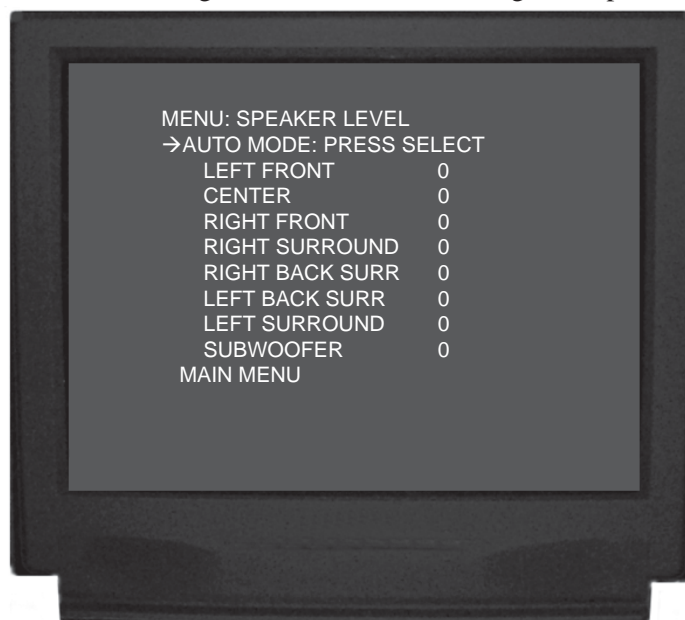 MENU: SPEAKER LEVEL
→AUTO MODE: PRESS SELECT
LEFT FRONT 0
CENTER 0
RIGHT FRONT 0
RIGHT SURROUND 0
RIGHT BACK SURR 0
LEFT BACK SURR 0
LEFT SURROUND 0
SUBWOOFER 0
MAIN MENU